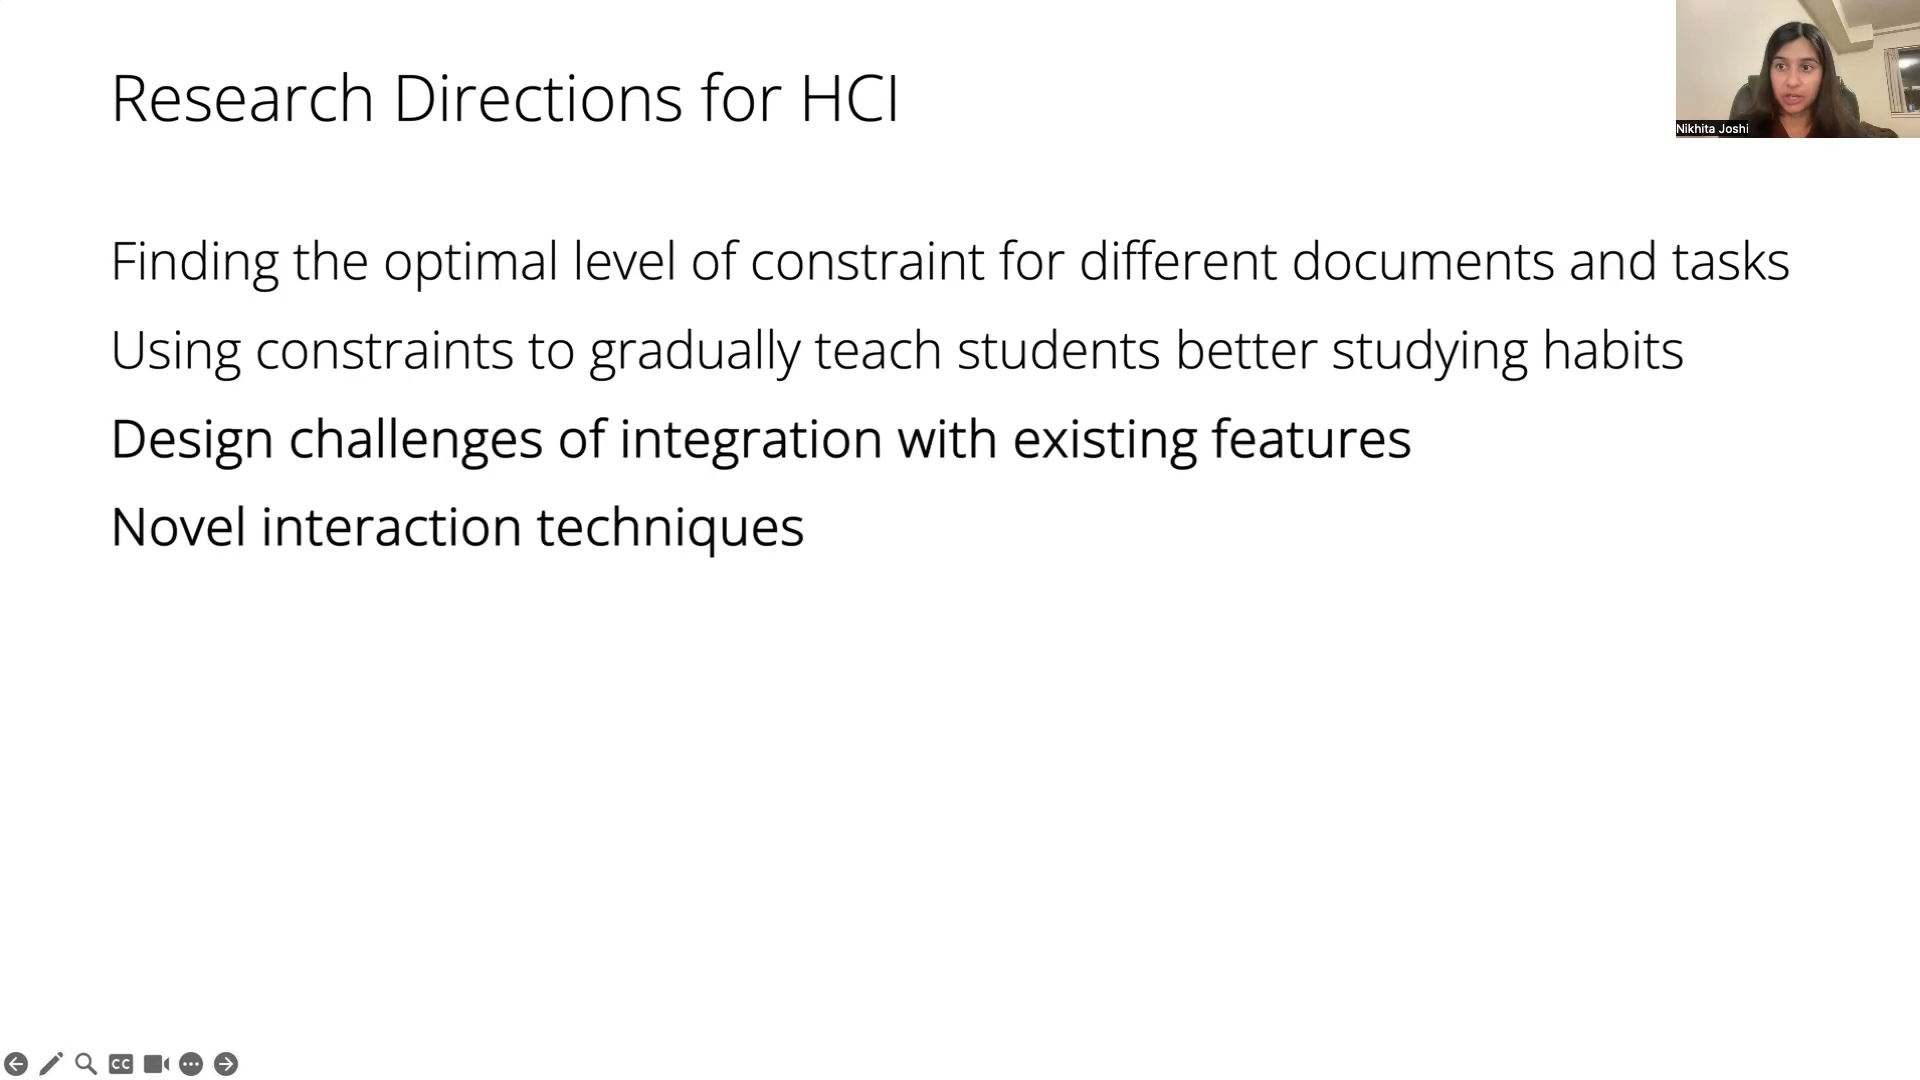 Research Directions for HCI
Nikhita Joshi
Finding the optimal level of constraint for different documents and tasks
Using constraints to gradually teach students better studying habits
Design challenges of integration with existing features
Novel interaction techniques
CC